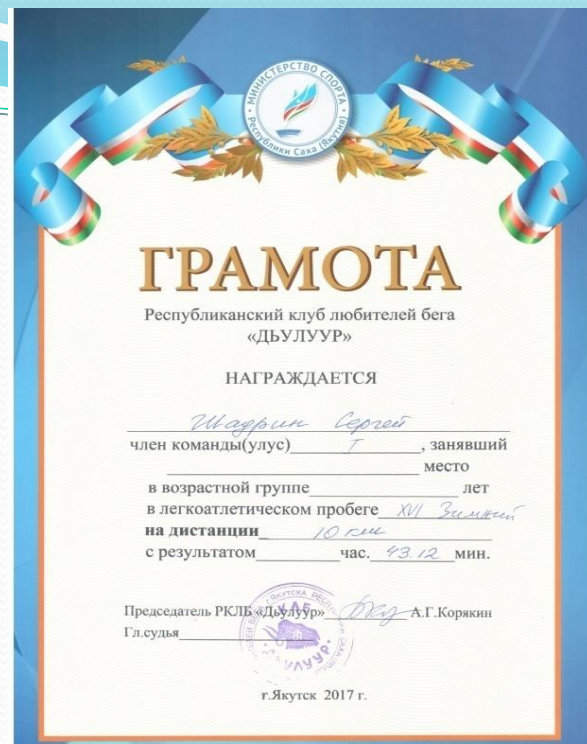 МИНИСТЕРСТВО СПОРТА
Республики Саха (Якутия)
ГРАМОТА
Республиканский клуб любителей бега
«ДЬУЛУУР»
НАГРАЖДАЕТСЯ
Шадрин Сергей
член команды(улус) I , занявший
место
в возрастной группе лет
в легкоатлетическом пробеге XVI Зимний
на дистанции 10 км
с результатом час. 43.12 мин.
Председатель РКЛБ «Дьулуур» А.Г.Корякин
Гл.судья
г.Якутск 2017 г.